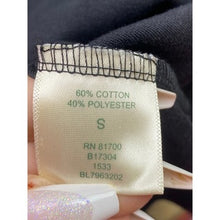 60% COTTON
40% POLYESTER
S
RN 81700
B17304
1533
BL7963202